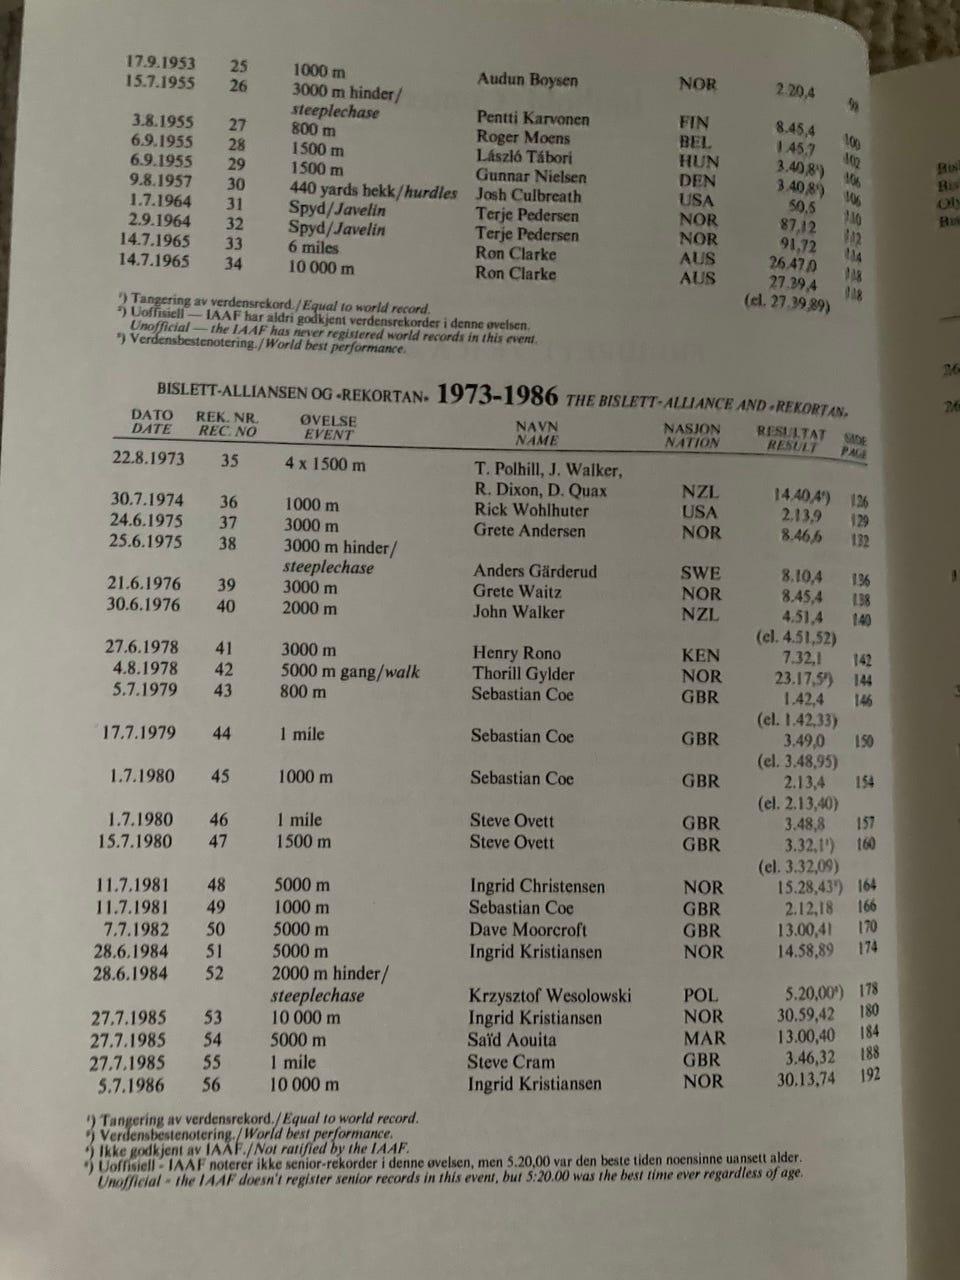 17.9.1953 25 1000 m Audun Boysen NOR 2.20,4 98
15.7.1955 26 3000 m hinder/
steeplechase Pentti Karvonen FIN 8.45,4 100
3.8.1955 27 800 m Roger Moens BEL 1.45,7 102
6.9.1955 28 1500 m László Tábori HUN 3.40,8¹) 106
6.9.1955 29 1500 m Gunnar Nielsen DEN 3.40,8¹) 106
9.8.1957 30 440 yards hekk/hurdles Josh Culbreath USA 50,5 110
1.7.1964 31 Spyd/Javelin Terje Pedersen NOR 87,12 112
2.9.1964 32 Spyd/Javelin Terje Pedersen NOR 91,72 114
14.7.1965 33 6 miles Ron Clarke AUS 26.47,0 118
14.7.1965 34 10 000 m Ron Clarke AUS 27.39,4 118
(el. 27.39,89)
¹) Tangering av verdensrekord./Equal to world record.
²) Uoffisiell — IAAF har aldri godkjent verdensrekorder i denne øvelsen.
Unofficial — the IAAF has never registered world records in this event.
³) Verdensbestenotering./World best performance.
BISLETT-ALLIANSEN OG «REKORTAN» 1973-1986 THE BISLETT-ALLIANCE AND «REKORTAN»
DATO REK. NR. ØVELSE NAVN NASJON RESULTAT SIDE
DATE REC. NO EVENT NAME NATION RESULT PAGE
22.8.1973 35 4 x 1500 m T. Polhill, J. Walker,
R. Dixon, D. Quax NZL 14.40,4³) 126
30.7.1974 36 1000 m Rick Wohlhuter USA 2.13,9 129
24.6.1975 37 3000 m Grete Andersen NOR 8.46,6 132
25.6.1975 38 3000 m hinder/
steeplechase Anders Gärderud SWE 8.10,4 136
21.6.1976 39 3000 m Grete Waitz NOR 8.45,4 138
30.6.1976 40 2000 m John Walker NZL 4.51,4 140
(el. 4.51,52)
27.6.1978 41 3000 m Henry Rono KEN 7.32,1 142
4.8.1978 42 5000 m gang/walk Thorill Gylder NOR 23.17,5³) 144
5.7.1979 43 800 m Sebastian Coe GBR 1.42,4 146
(el. 1.42,33)
17.7.1979 44 1 mile Sebastian Coe GBR 3.49,0 150
(el. 3.48,95)
1.7.1980 45 1000 m Sebastian Coe GBR 2.13,4 154
(el. 2.13,40)
1.7.1980 46 1 mile Steve Ovett GBR 3.48,8 157
15.7.1980 47 1500 m Steve Ovett GBR 3.32,1¹) 160
(el. 3.32,09)
11.7.1981 48 5000 m Ingrid Christensen NOR 15.28,43³) 164
11.7.1981 49 1000 m Sebastian Coe GBR 2.12,18 166
7.7.1982 50 5000 m Dave Moorcroft GBR 13.00,41 170
28.6.1984 51 5000 m Ingrid Kristiansen NOR 14.58,89 174
28.6.1984 52 2000 m hinder/
steeplechase Krzysztof Wesolowski POL 5.20,00⁵) 178
27.7.1985 53 10 000 m Ingrid Kristiansen NOR 30.59,42 180
27.7.1985 54 5000 m Saïd Aouita MAR 13.00,40 184
27.7.1985 55 1 mile Steve Cram GBR 3.46,32 188
5.7.1986 56 10 000 m Ingrid Kristiansen NOR 30.13,74 192
¹) Tangering av verdensrekord./Equal to world record.
³) Verdensbestenotering./World best performance.
⁴) Ikke godkjent av IAAF./Not ratified by the IAAF.
⁵) Uoffisiell - IAAF noterer ikke senior-rekorder i denne øvelsen, men 5.20,00 var den beste tiden noensinne uansett alder.
Unofficial - the IAAF doesn't register senior records in this event, but 5:20.00 was the best time ever regardless of age.